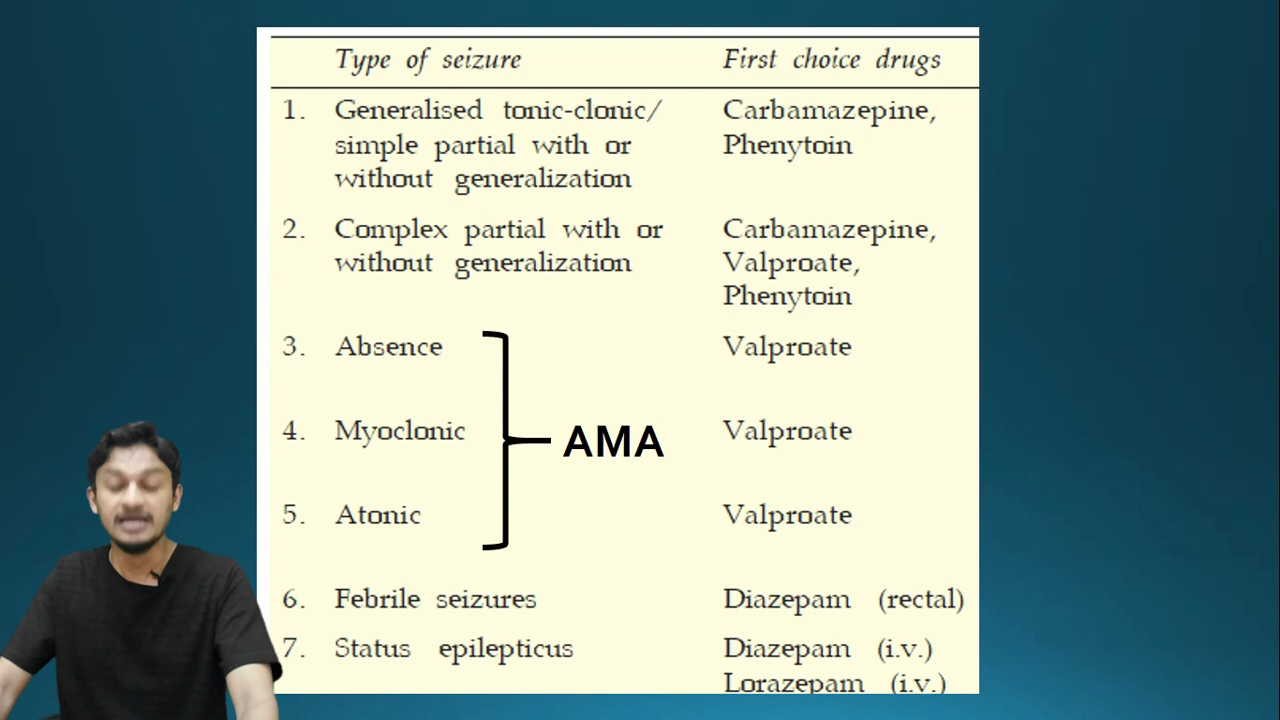 Type of seizure First choice drugs
1. Generalised tonic-clonic/ Carbamazepine,
simple partial with or Phenytoin
without generalization
2. Complex partial with or Carbamazepine,
without generalization Valproate,
Phenytoin
3. Absence Valproate
4. Myoclonic Valproate
AMA
5. Atonic Valproate
6. Febrile seizures Diazepam (rectal)
7. Status epilepticus Diazepam (i.v.)
Lorazepam (i.v.)